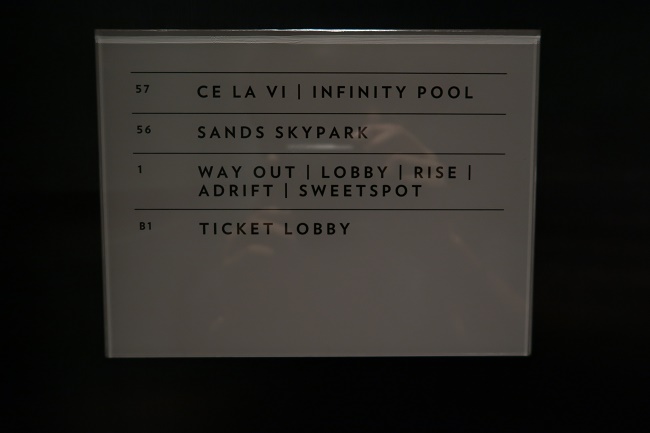 57 CE LA VI | INFINITY POOL
56 SANDS SKYPARK
1 WAY OUT | LOBBY | RISE |
ADRIFT | SWEETSPOT
B1 TICKET LOBBY